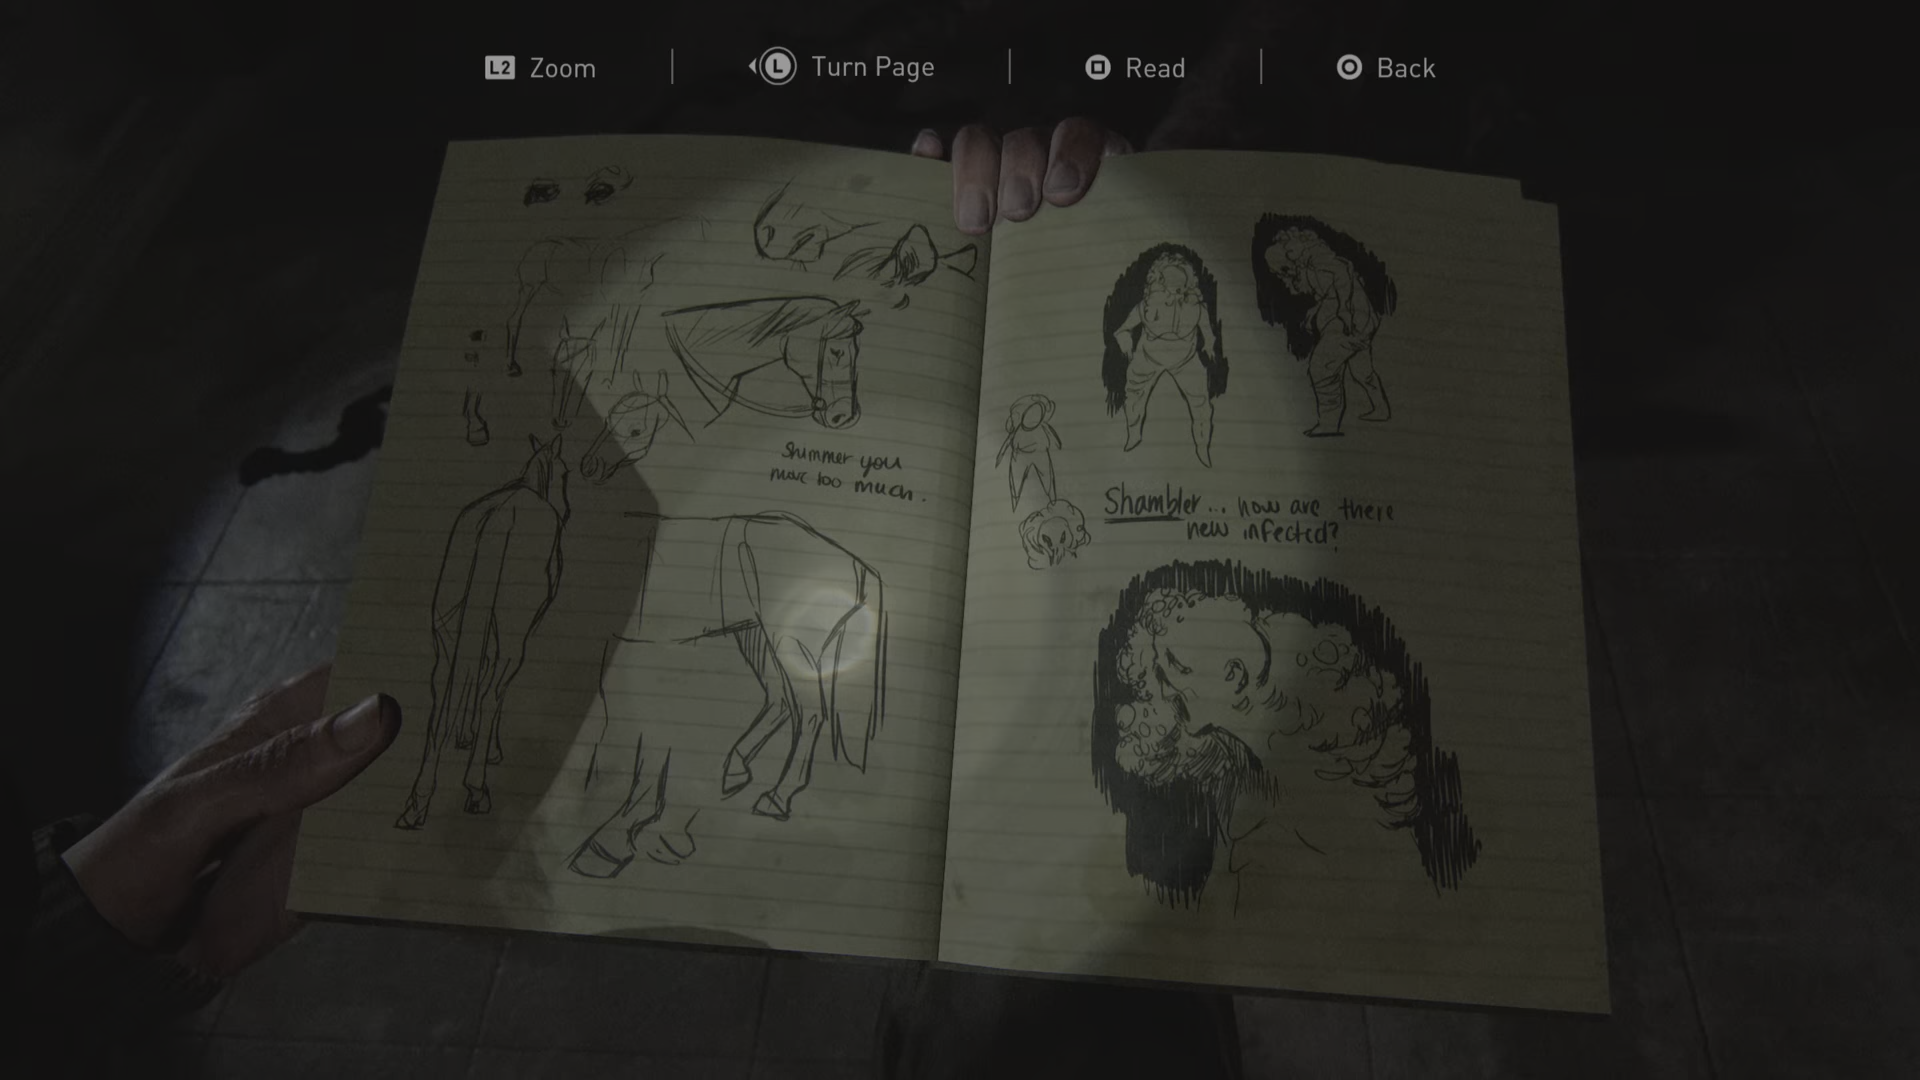 L2 Zoom
L Turn Page
Read
Back
Shimmer you
move too much.
Shambler... how are there
new infected?